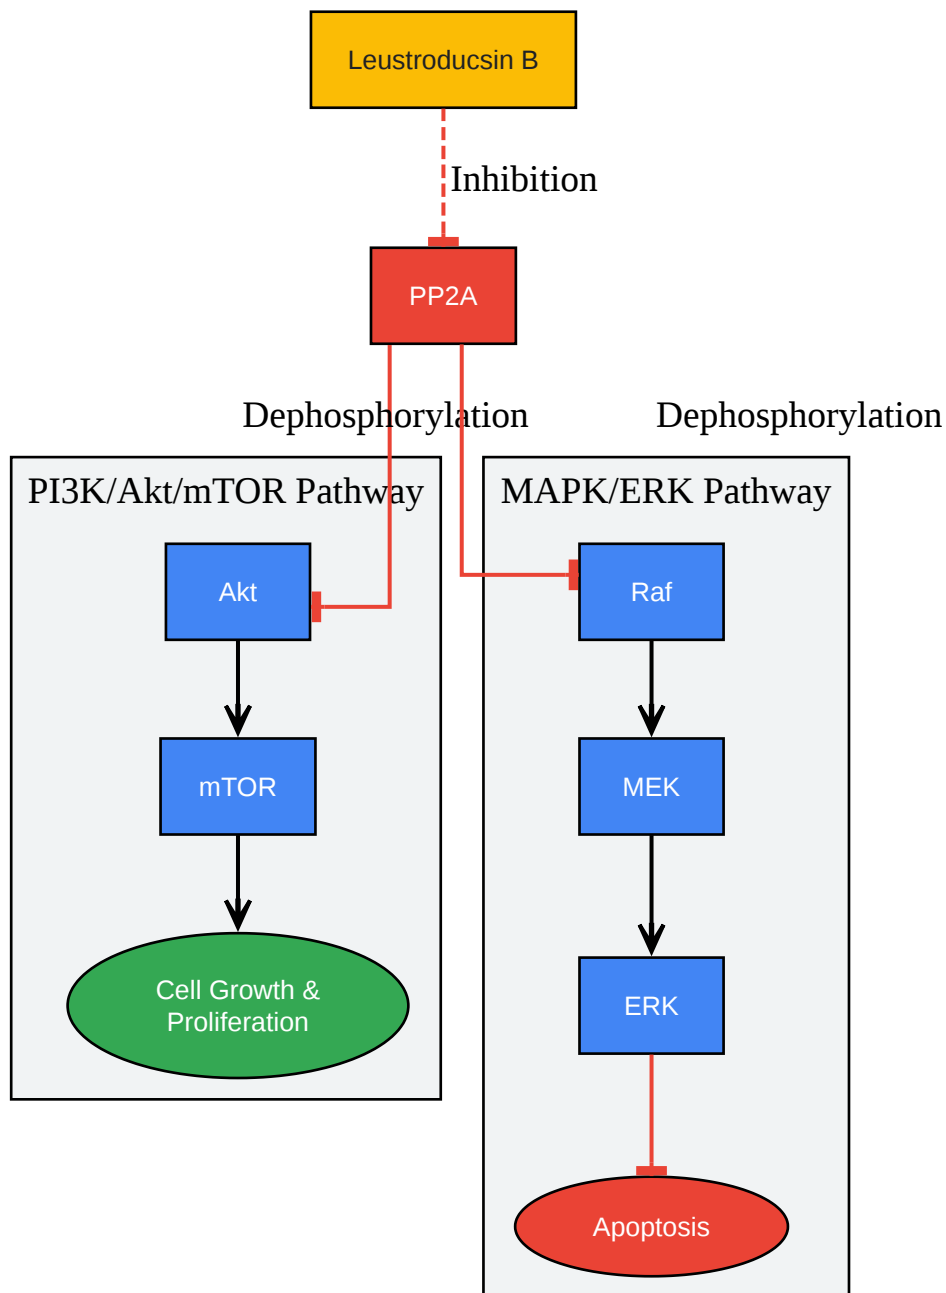 Leustroducsin B
Inhibition
PP2A
Dephosphorylation
Dephosphorylation
PI3K/Akt/mTOR Pathway
MAPK/ERK Pathway
Akt
Raf
mTOR
MEK
Cell Growth &
Proliferation
ERK
Apoptosis